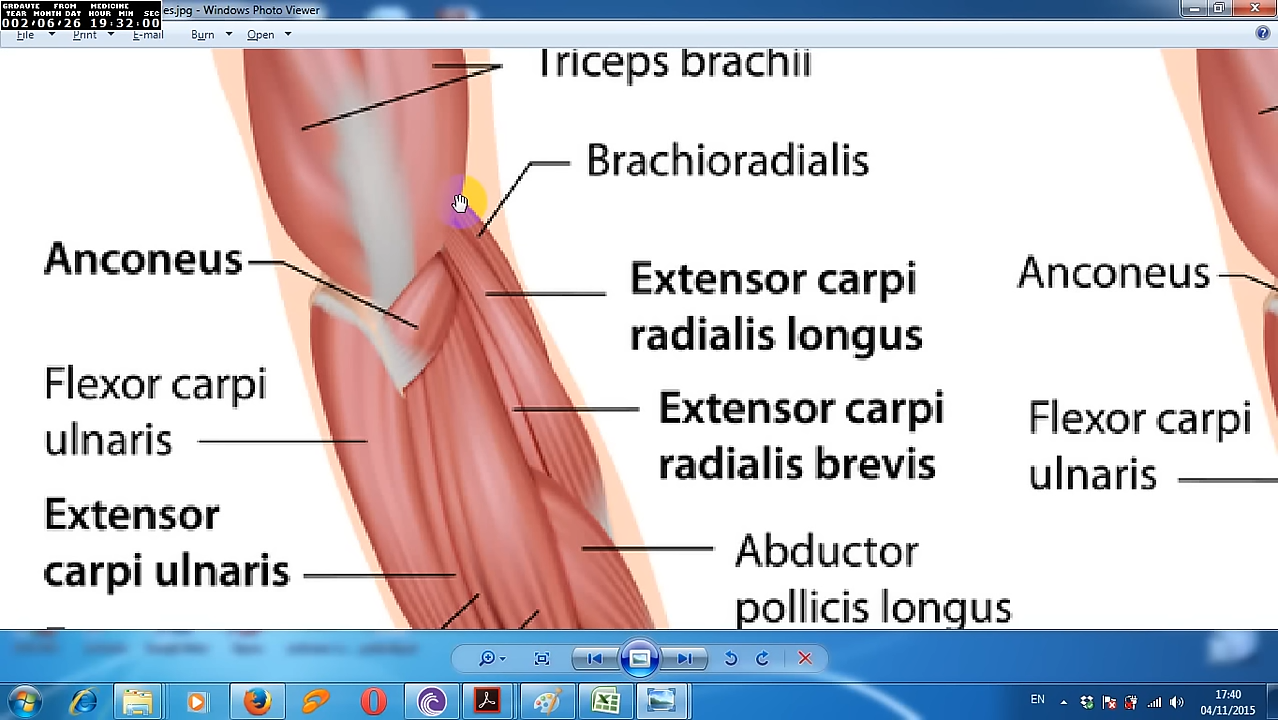 GRDAUTE FROM MEDICINE
YEAR MONTH DAY HOUR MIN SEC
002/06/26 19:32:00
es.jpg - Windows Photo Viewer
File Print E-mail Burn Open
Triceps brachii
Brachioradialis
Anconeus
Extensor carpi
radialis longus
Anconeus
Flexor carpi
ulnaris
Extensor carpi
radialis brevis
Flexor carpi
ulnaris
Extensor
carpi ulnaris
Abductor
pollicis longus
EN
17:40
04/11/2015